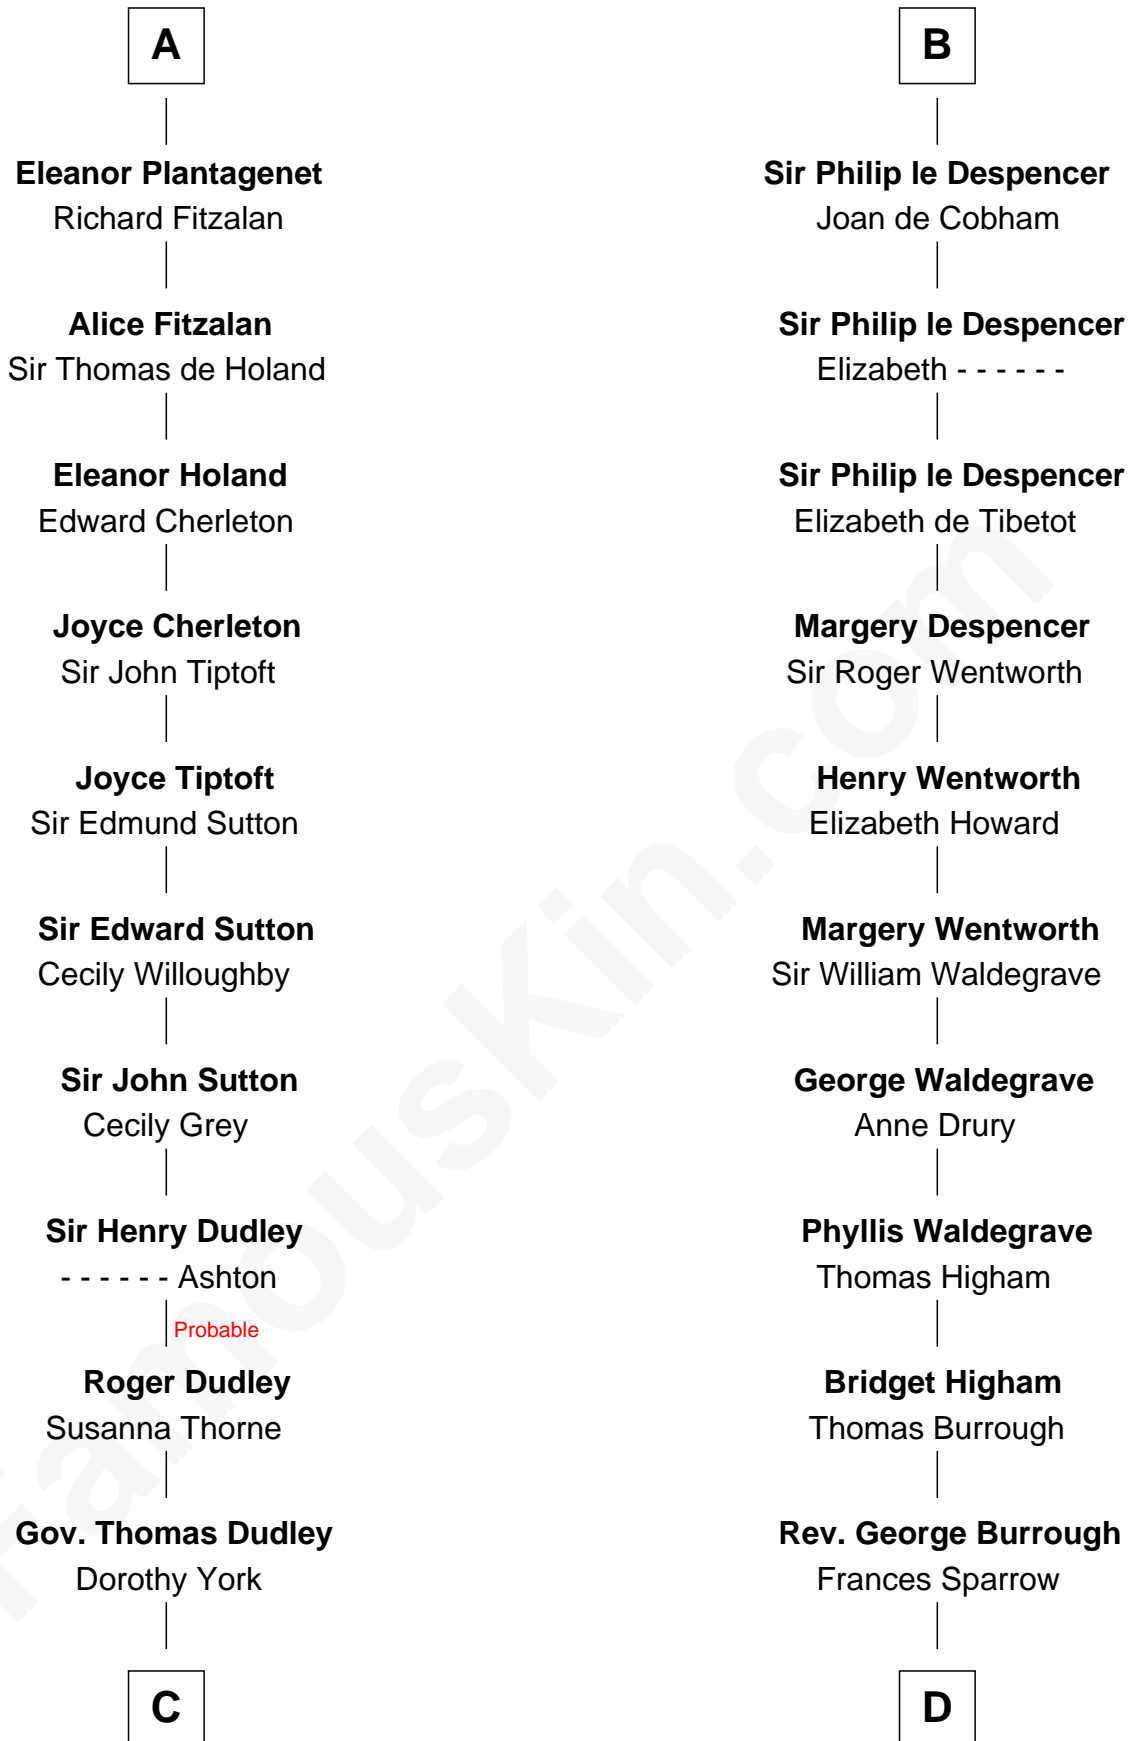 A
Eleanor Plantagenet
Richard Fitzalan
Alice Fitzalan
Sir Thomas de Holand
Eleanor Holand
Edward Cherleton
Joyce Cherleton
Sir John Tiptoft
Joyce Tiptoft
Sir Edmund Sutton
Sir Edward Sutton
Cecily Willoughby
Sir John Sutton
Cecily Grey
Sir Henry Dudley
- - - - - - Ashton
Probable
Roger Dudley
Susanna Thorne
Gov. Thomas Dudley
Dorothy York
C
B
Sir Philip le Despencer
Joan de Cobham
Sir Philip le Despencer
Elizabeth - - - - - -
Sir Philip le Despencer
Elizabeth de Tibetot
Margery Despencer
Sir Roger Wentworth
Henry Wentworth
Elizabeth Howard
Margery Wentworth
Sir William Waldegrave
George Waldegrave
Anne Drury
Phyllis Waldegrave
Thomas Higham
Bridget Higham
Thomas Burrough
Rev. George Burrough
Frances Sparrow
D
FamousKin.com